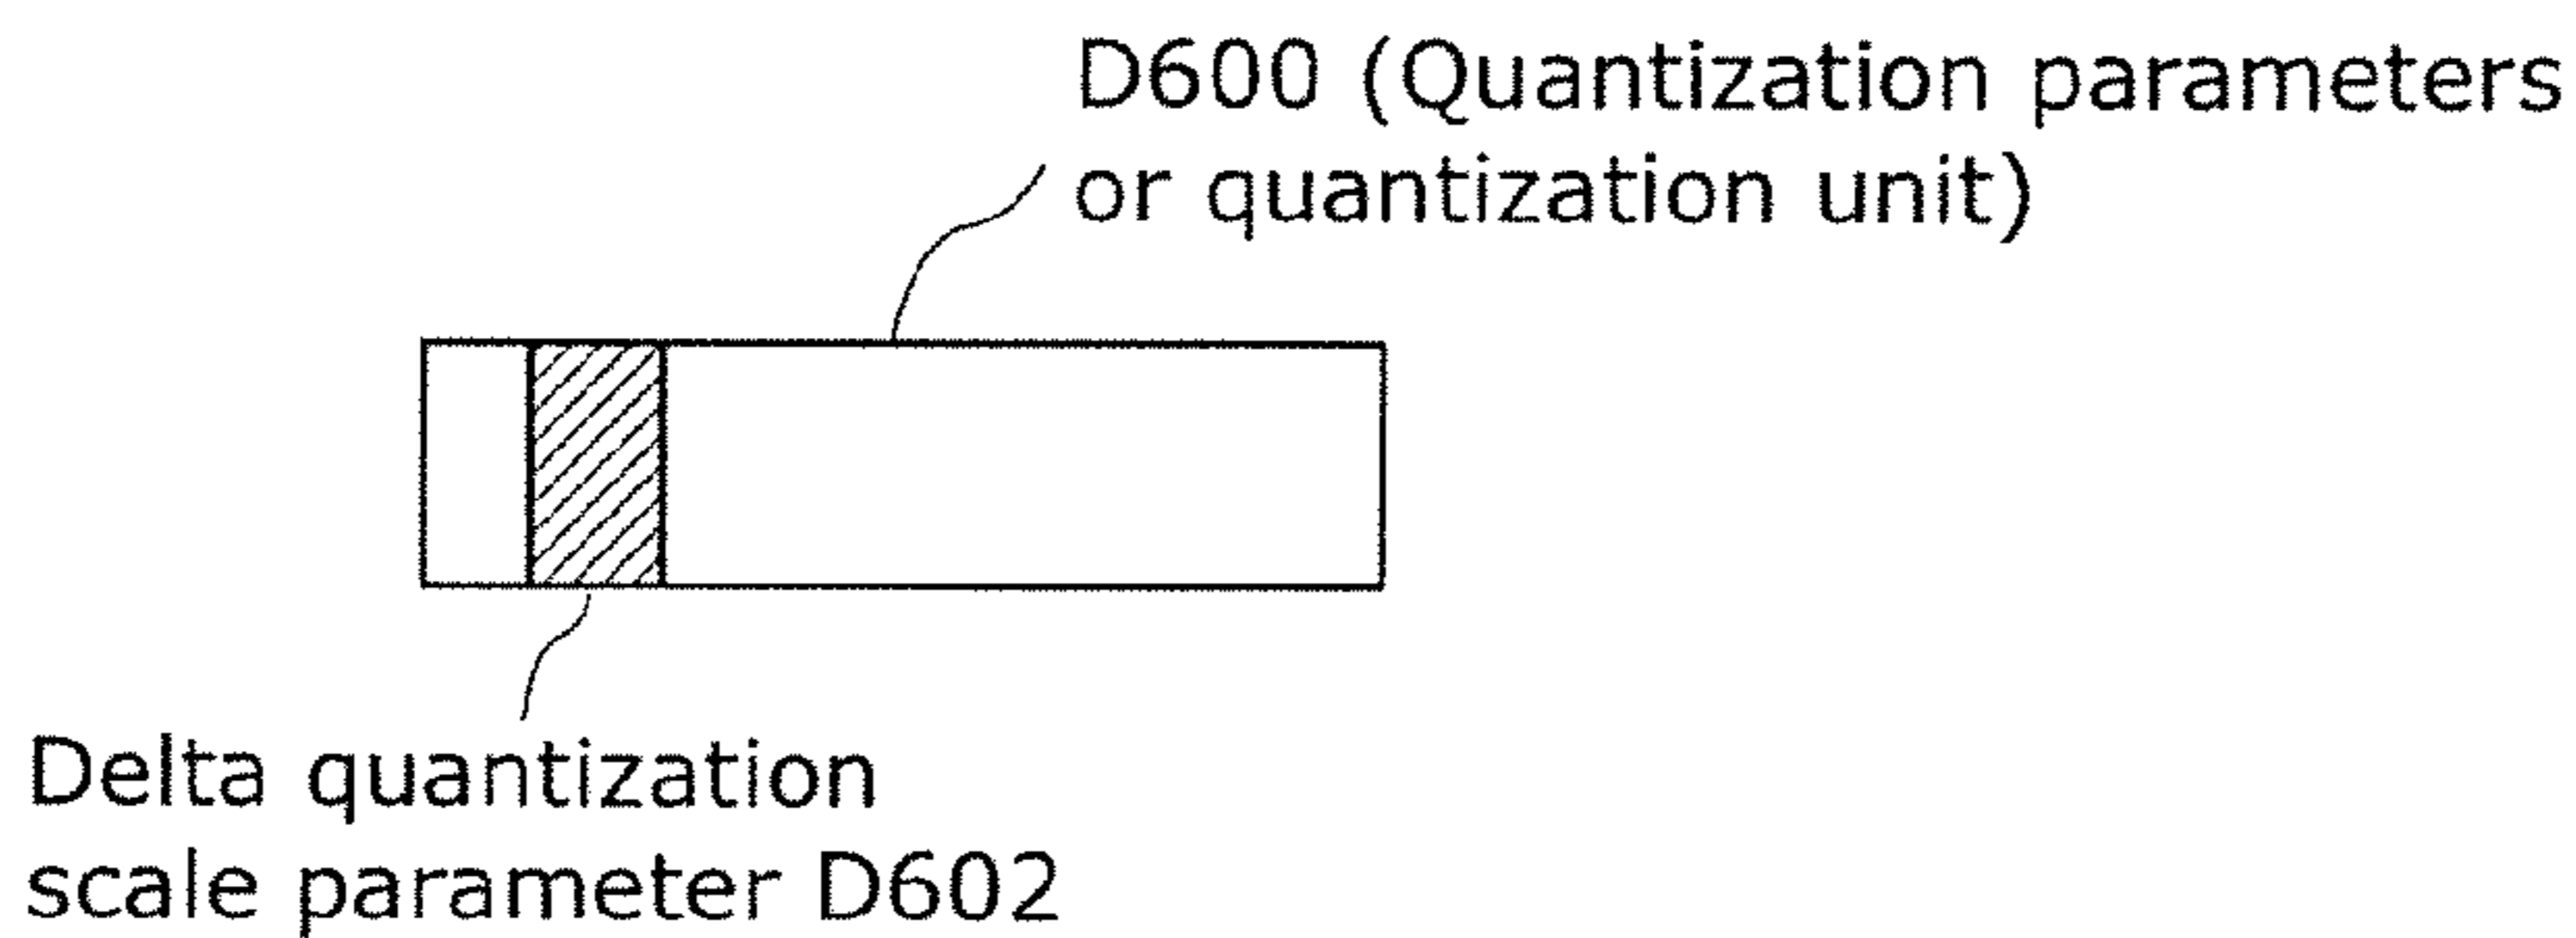 D600 (Quantization parameters
or quantization unit)
Delta quantization
scale parameter D602